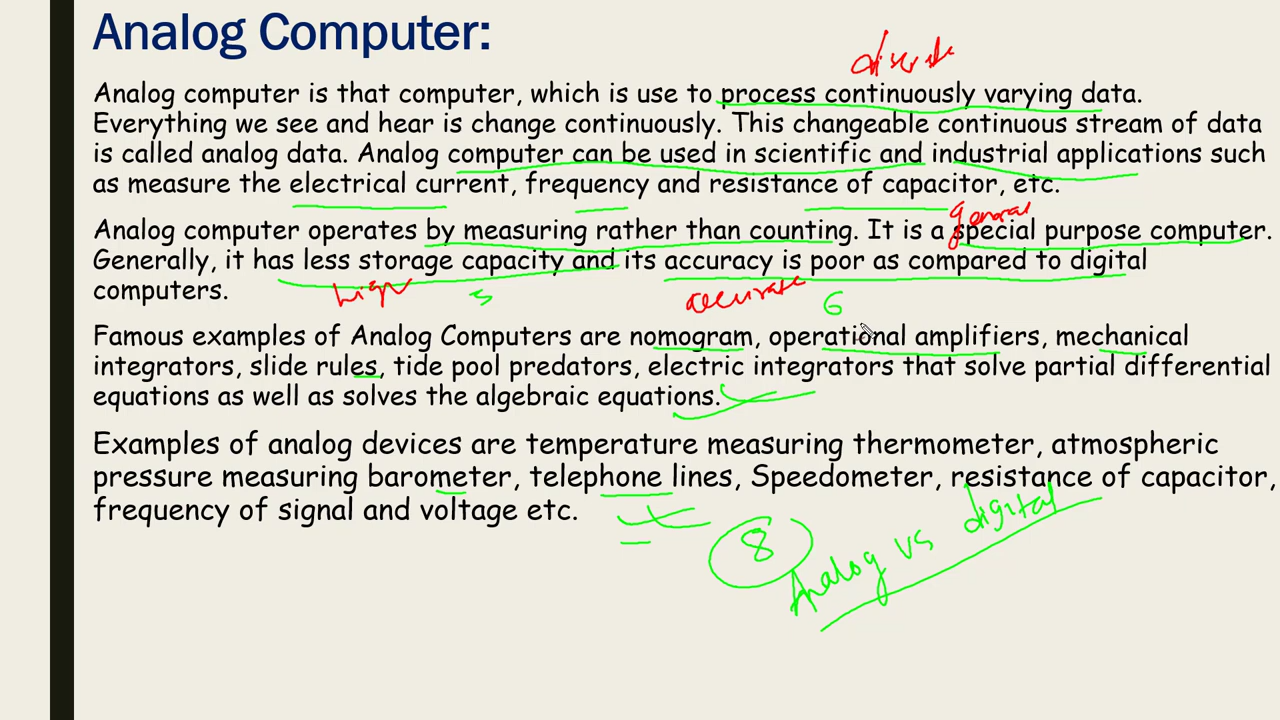 Analog Computer:
discrete
Analog computer is that computer, which is use to process continuously varying data.
Everything we see and hear is change continuously. This changeable continuous stream of data
is called analog data. Analog computer can be used in scientific and industrial applications such
as measure the electrical current, frequency and resistance of capacitor, etc.
general
Analog computer operates by measuring rather than counting. It is a special purpose computer.
Generally, it has less storage capacity and its accuracy is poor as compared to digital
computers.
high 5 accurate 6
Famous examples of Analog Computers are nomogram, operational amplifiers, mechanical
integrators, slide rules, tide pool predators, electric integrators that solve partial differential
equations as well as solves the algebraic equations.
Examples of analog devices are temperature measuring thermometer, atmospheric
pressure measuring barometer, telephone lines, Speedometer, resistance of capacitor,
frequency of signal and voltage etc.
8 Analog vs digital